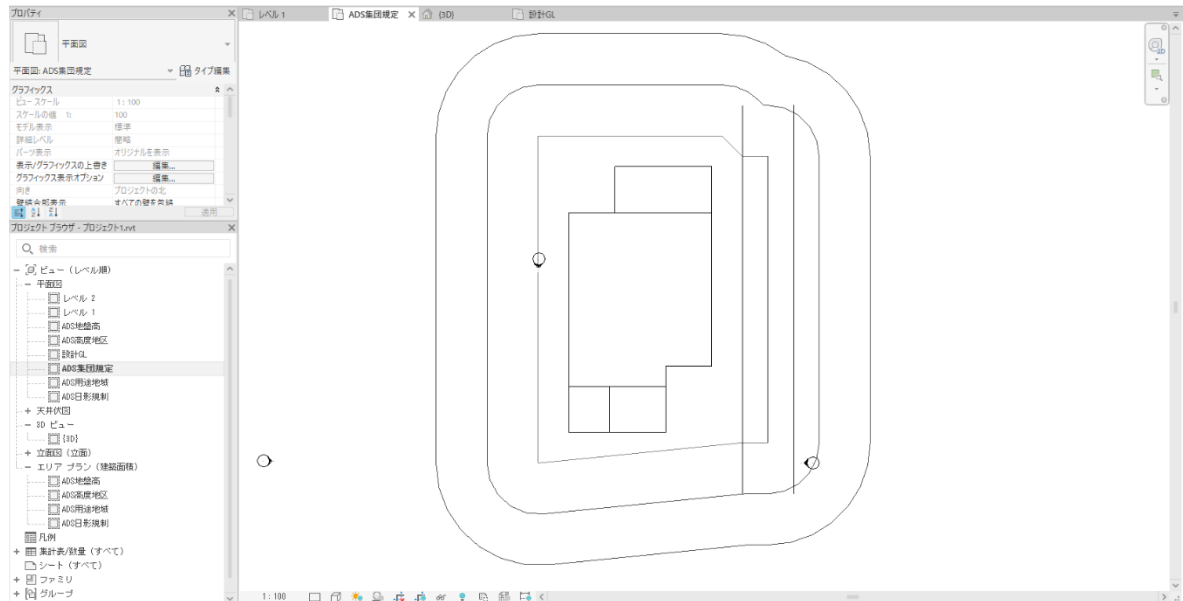 プロパティ
レベル 1
ADS集団規定
{3D}
設計GL
平面図
平面図: ADS集団規定
タイプ編集
グラフィックス
ビュー スケール 1 : 100
スケールの値 1: 100
モデル表示 標準
詳細レベル 簡略
パーツ表示 オリジナルを表示
表示/グラフィックスの上書き 編集...
グラフィックス表示オプション 編集...
向き プロジェクトの北
壁結合部表示 すべての壁を包絡
適用
プロジェクト ブラウザ - プロジェクト1.rvt
検索
ビュー (レベル順)
平面図
レベル 2
レベル 1
ADS地盤高
ADS高度地区
設計GL
ADS集団規定
ADS用途地域
ADS日影規制
天井伏図
3D ビュー
{3D}
立面図 (立面)
エリア プラン (建築面積)
ADS地盤高
ADS高度地区
ADS用途地域
ADS日影規制
凡例
集計表/数量 (すべて)
シート (すべて)
ファミリ
グループ
1 : 100